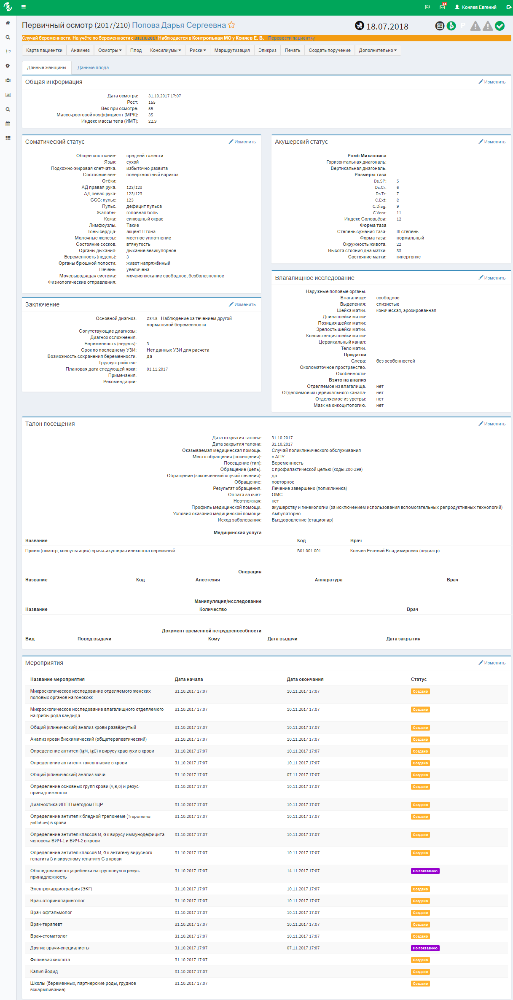 18
Коняев Евгений
Первичный осмотр (2017/210) Попова Дарья Сергеевна
18.07.2018
40+
P
Случай беременности. На учёте по беременности с 31.10.2017 Наблюдается в Контрольная МО у Коняев Е. В. Перевести пациентку
Карта пациентки Анамнез Осмотры Плод Консилиумы Риски Маршрутизация Эпикриз Печать Создать поручение Дополнительно
Данные женщины Данные плода
Общая информация Изменить
Дата осмотра: 31.10.2017 17:07
Рост: 155
Вес при осмотре: 55
Массо-ростовой коэффициент (МРК): 35
Индекс массы тела (ИМТ): 22.9
Соматический статус Изменить
Общее состояние: средней тяжести
Язык: сухой
Подкожно-жировая клетчатка: избыточно развита
Состояние вен: поверхностный варикоз
Отёки:
АД правая рука: 123/123
АД левая рука: 123/123
ССС: пульс: 123
Пульс: дефицит пульса
Жалобы: головная боль
Кожа: синюшный окрас
Лимфоузлы: Такие
Тоны сердца: акцент II тона
Молочные железы: местное уплотнение
Состояние сосков: втянутость
Органы дыхания: дыхание везикулярное
Беременность (недель): 3
Органы брюшной полости: живот напряжённый
Печень: увеличена
Мочевыводящая система: мочеиспускание свободное, безболезненное
Физиологические отправления:
Акушерский статус Изменить
Ромб Михаэлиса
Горизонтальная диагональ:
Вертикальная диагональ:
Размеры таза
Ds.SP: 5
Ds.Cr: 6
Ds.Tr: 7
C.Ext: 8
C.Diag: 9
C.Vera: 11
Индекс Соловьёва: 12
Форма таза
Степень сужения таза: III степень
Форма таза: нормальный
Окружность живота: 22
Высота стояния дна матки: 33
Состояние матки: гипертонус
Заключение Изменить
Основной диагноз: Z34.8 - Наблюдение за течением другой
нормальной беременности
Сопутствующие диагнозы:
Диагноз осложнения:
Беременность (недель): 3
Срок по последнему УЗИ: Нет данных УЗИ для расчета
Возможность сохранения беременности: да
Трудоустройство:
Плановая дата следующей явки: 01.11.2017
Примечания:
Рекомендации:
Влагалищное исследование Изменить
Наружные половые органы:
Влагалище: свободное
Выделения: слизистые
Шейка матки: коническая, эрозированная
Длина шейки матки:
Позиция шейки матки:
Зрелость шейки матки:
Консистенция шейки матки:
Цервикальный канал:
Тело матки:
Придатки
Слева: без особенностей
Околоматочное пространство:
Особенности:
Взято на анализ
Отделяемое из влагалища: нет
Отделяемое из цервикального канала: нет
Отделяемое из уретры: нет
Мазк на онкоцитологию: нет
Талон посещения Изменить
Дата открытия талона: 31.10.2017
Дата закрытия талона: 31.10.2017
Оказываемая медицинская помощь: Случай поликлинического обслуживания
Место обращения (посещения): в АПУ
Посещение (тип): Беременность
Обращение (цель): с профилактической целью (коды Z00-Z99)
Обращение (законченный случай лечения): да
Обращение: повторное
Результат обращения: Лечение завершено (поликлиника)
Оплата за счет: ОМС
Неотложная: нет
Профиль медицинской помощи: акушерству и гинекологии (за исключением использования вспомогательных репродуктивных технологий)
Условия оказания медицинской помощи: Амбулаторно
Исход заболевания: Выздоровление (стационар)
Медицинская услуга
Название Код Врач
Прием (осмотр, консультация) врача-акушера-гинеколога первичный B01.001.001 Коняев Евгений Владимирович (педиатр)
Операция
Название Код Анестезия Аппаратура Врач
Манипуляция/исследование
Название Количество Врач
Документ временной нетрудоспособности
Вид Повод выдачи Кому Дата выдачи Дата закрытия
Мероприятия Изменить
Название мероприятия Дата начала Дата окончания Статус
Микроскопическое исследование отделяемого женских 31.10.2017 17:07 10.11.2017 17:07 Создано
половых органов на гонококк
Микроскопическое исследование влагалищного отделяемого 31.10.2017 17:07 10.11.2017 17:07 Создано
на грибы рода кандида
Общий (клинический) анализ крови развёрнутый 31.10.2017 17:07 10.11.2017 17:07 Создано
Анализ крови биохимический (общетерапевтический) 31.10.2017 17:07 10.11.2017 17:07 Создано
Определение антител (IgM, IgG) к вирусу краснухи в крови 31.10.2017 17:07 10.11.2017 17:07 Создано
Определение антител к токсоплазме в крови 31.10.2017 17:07 10.11.2017 17:07 Создано
Общий (клинический) анализ мочи 31.10.2017 17:07 07.11.2017 17:07 Создано
Определение основных групп крови (А,В,0) и резус- 31.10.2017 17:07 10.11.2017 17:07 Создано
принадлежности
Диагностика ИППП методом ПЦР 31.10.2017 17:07 10.11.2017 17:07 Создано
Определение антител к бледной трепонеме (Treponema 31.10.2017 17:07 10.11.2017 17:07 Создано
pallidum) в крови
Определение антител классов M, G к вирусу иммунодефицита 31.10.2017 17:07 10.11.2017 17:07 Создано
человека ВИЧ-1 и ВИЧ-2 в крови
Определение антител классов M, G к антигену вирусного 31.10.2017 17:07 10.11.2017 17:07 Создано
гепатита B и вирусному гепатиту С в крови
Обследование отца ребенка на групповую и резус- 31.10.2017 17:07 14.11.2017 17:07 По показанию
принадлежность
Электрокардиография (ЭКГ) 31.10.2017 17:07 10.11.2017 17:07 Создано
Врач-оториноларинголог 31.10.2017 17:07 10.11.2017 17:07 Создано
Врач-офтальмолог 31.10.2017 17:07 10.11.2017 17:07 Создано
Врач-терапевт 31.10.2017 17:07 10.11.2017 17:07 Создано
Врач-стоматолог 31.10.2017 17:07 10.11.2017 17:07 Создано
Другие врачи-специалисты 31.10.2017 17:07 07.11.2017 17:07 По показанию
Фолиевая кислота 31.10.2017 17:07 Создано
Калия йодид 31.10.2017 17:07 Создано
Школы (беременных, партнерские роды, грудное 31.10.2017 17:07 Создано
вскармливание)